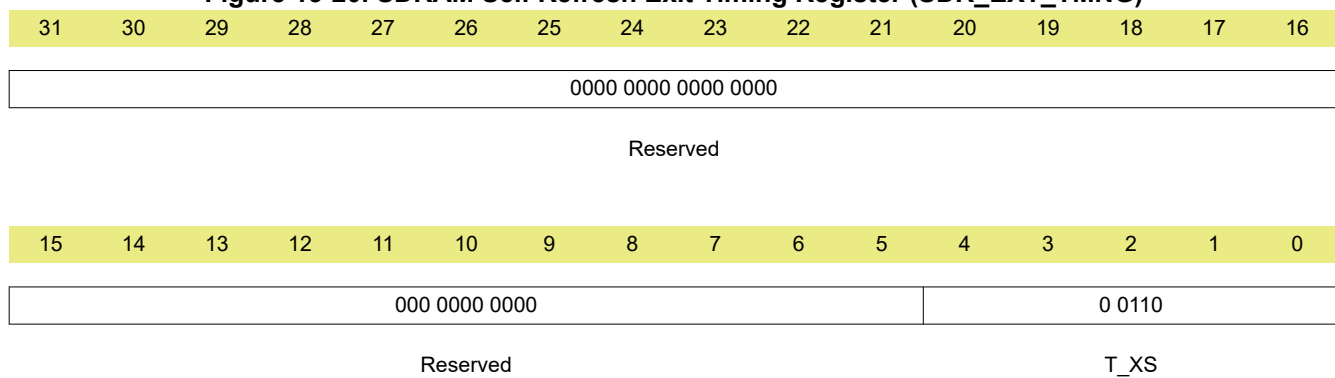 31 30 29 28 27 26 25 24 23 22 21 20 19 18 17 16
0000 0000 0000 0000
Reserved
15 14 13 12 11 10 9 8 7 6 5 4 3 2 1 0
000 0000 0000 0 0110
Reserved T_XS